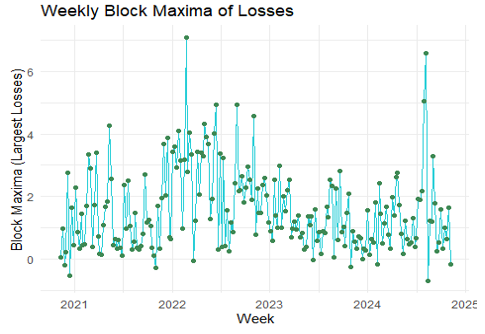 Weekly Block Maxima of Losses
Block Maxima (Largest Losses)
6
4
2
0
2021 2022 2023 2024 2025
Week